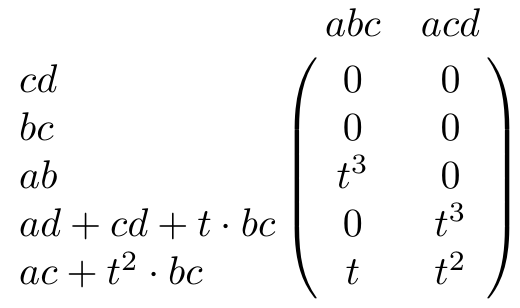 abc acd
cd 0 0
bc 0 0
ab t³ 0
ad + cd + t · bc 0 t³
ac + t² · bc t t²